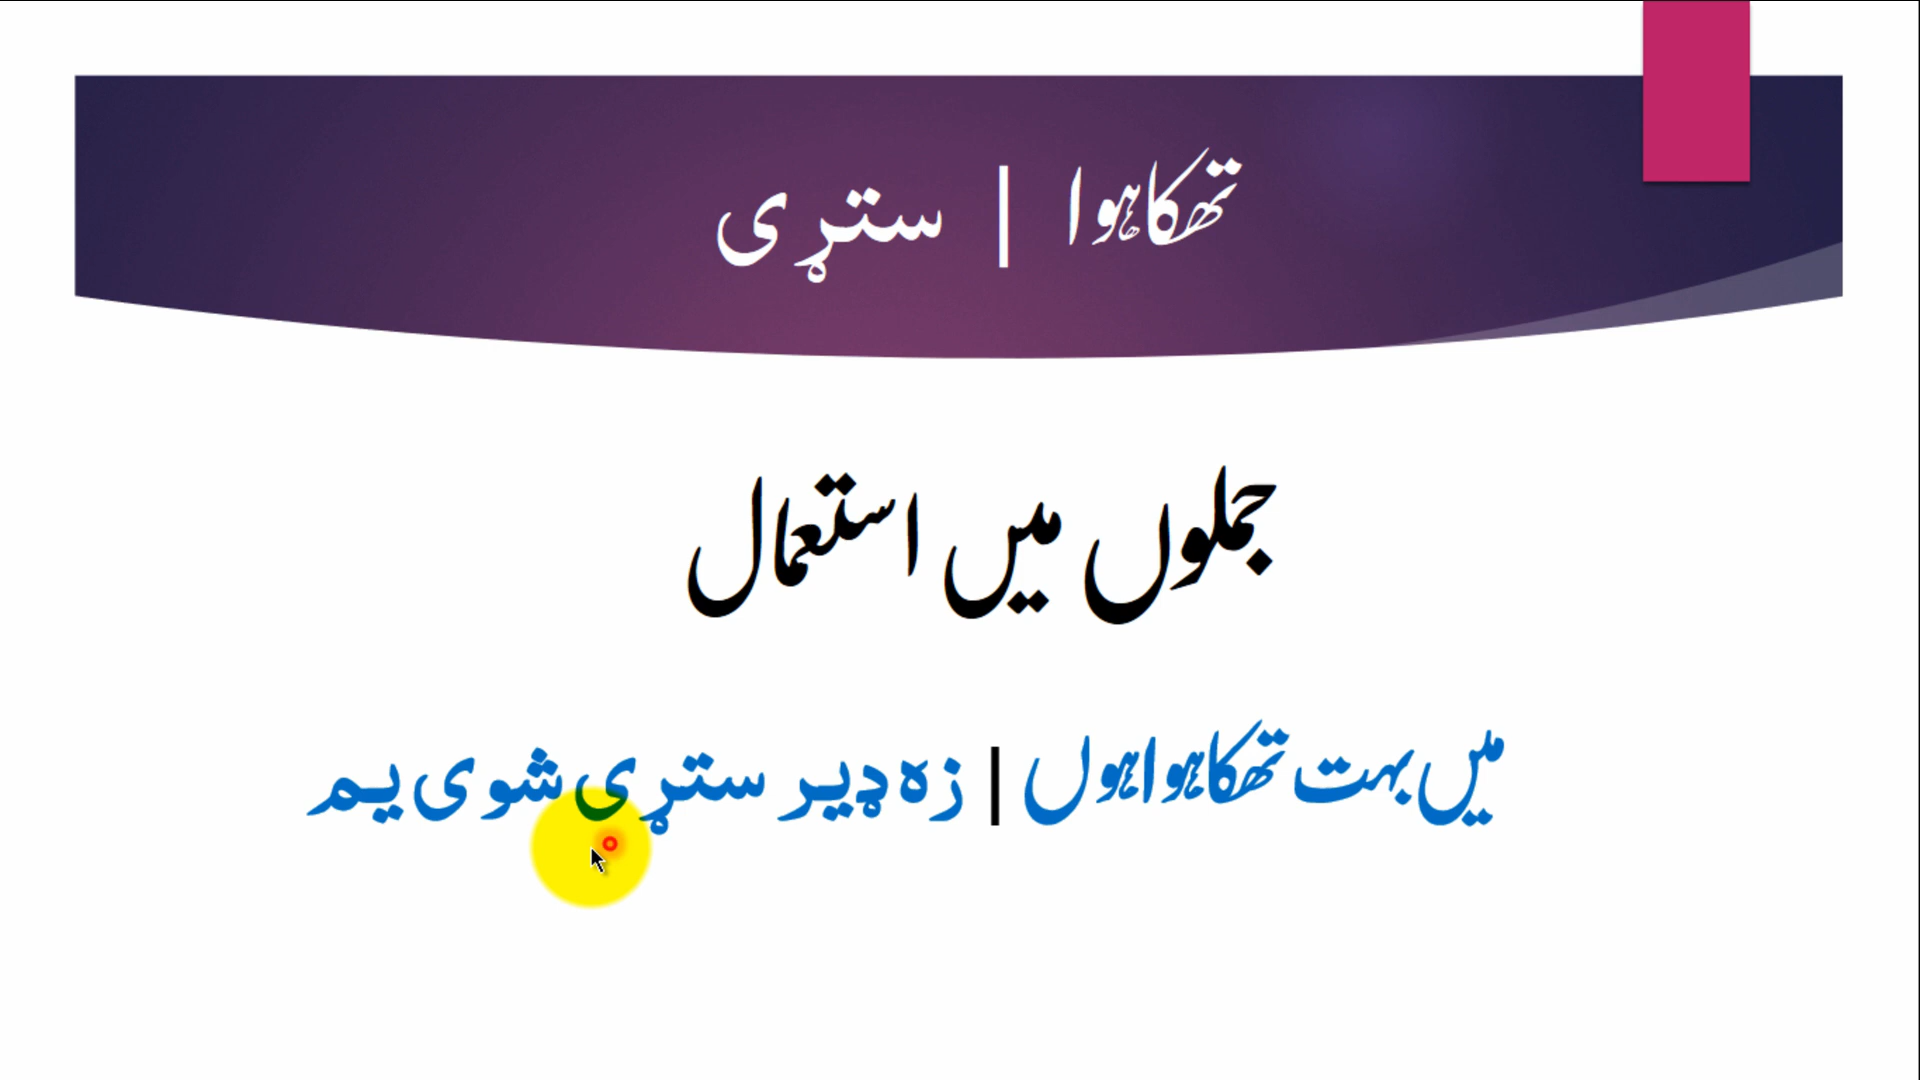 تھکا ہوا | ستړی
جملوں میں استعمال
میں بہت تھکا ہوا ہوں | زه ډیر ستړی شوی یم